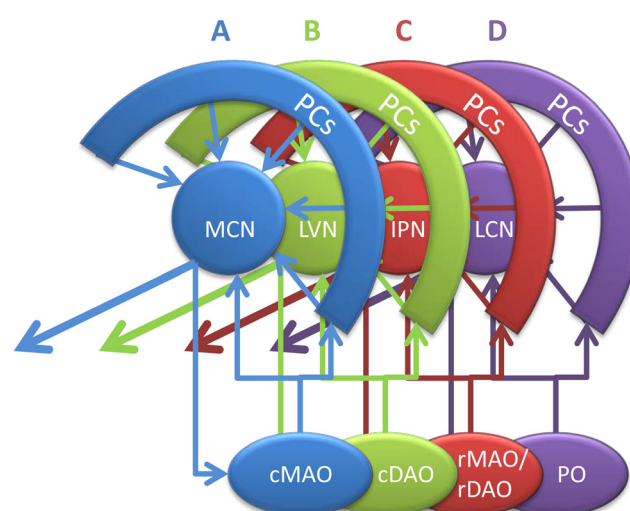 A B C D
PCs PCs PCs PCs
MCN LVN IPN LCN
cMAO cDAO rMAO/
rDAO PO